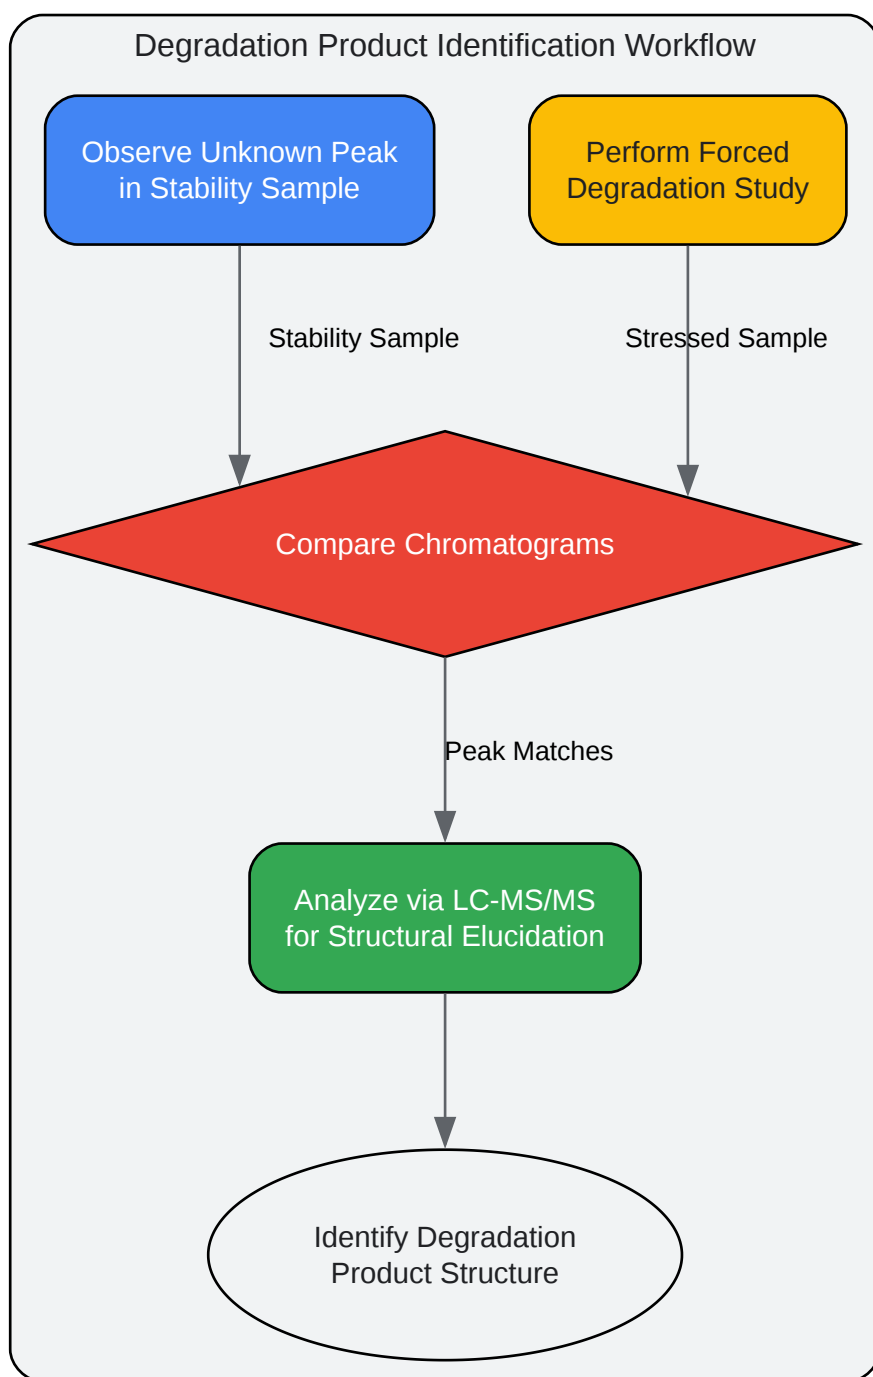 Degradation Product Identification Workflow
Observe Unknown Peak
in Stability Sample
Perform Forced
Degradation Study
Stability Sample
Stressed Sample
Compare Chromatograms
Peak Matches
Analyze via LC-MS/MS
for Structural Elucidation
Identify Degradation
Product Structure